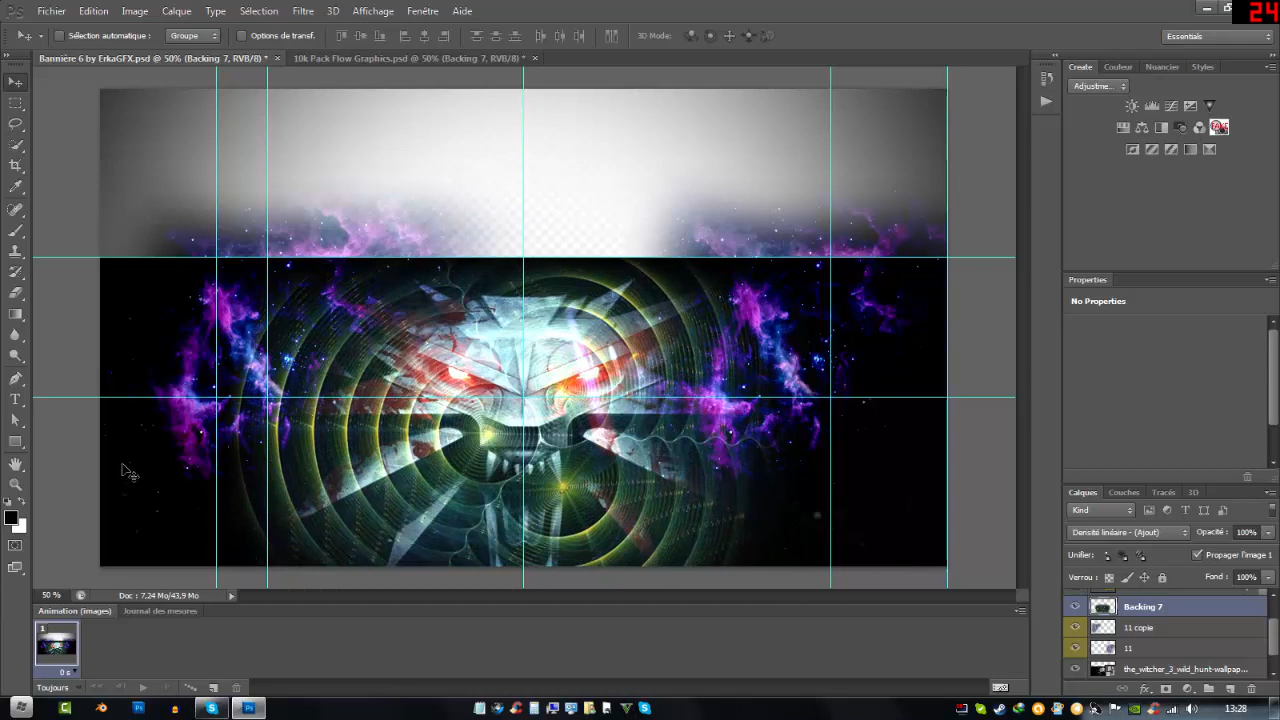 Ps Fichier Edition Image Calque Type Sélection Filtre 3D Affichage Fenêtre Aide
24
Sélection automatique : Groupe Options de transf. 3D Mode: Essentials
Bannière 6 by ErkaGFX.psd @ 50% (Backing 7, RVB/8) * × 10k Pack Flow Graphics.psd @ 50% (Backing 7, RVB/8) * ×
Create Couleur Nuancier Styles
Adjustme...
Properties
No Properties
Calques Couches Tracés 3D
Kind
Densité linéaire - (Ajout) Opacité : 100%
Unifier : Propager l'image 1
Verrou : Fond : 100%
Backing 7
11 copie
11
the_witcher_3_wild_hunt-wallpap...
50 % Doc : 7,24 Mo/43,9 Mo
Animation (images) Journal des mesures
1
0 s
Toujours
13:28